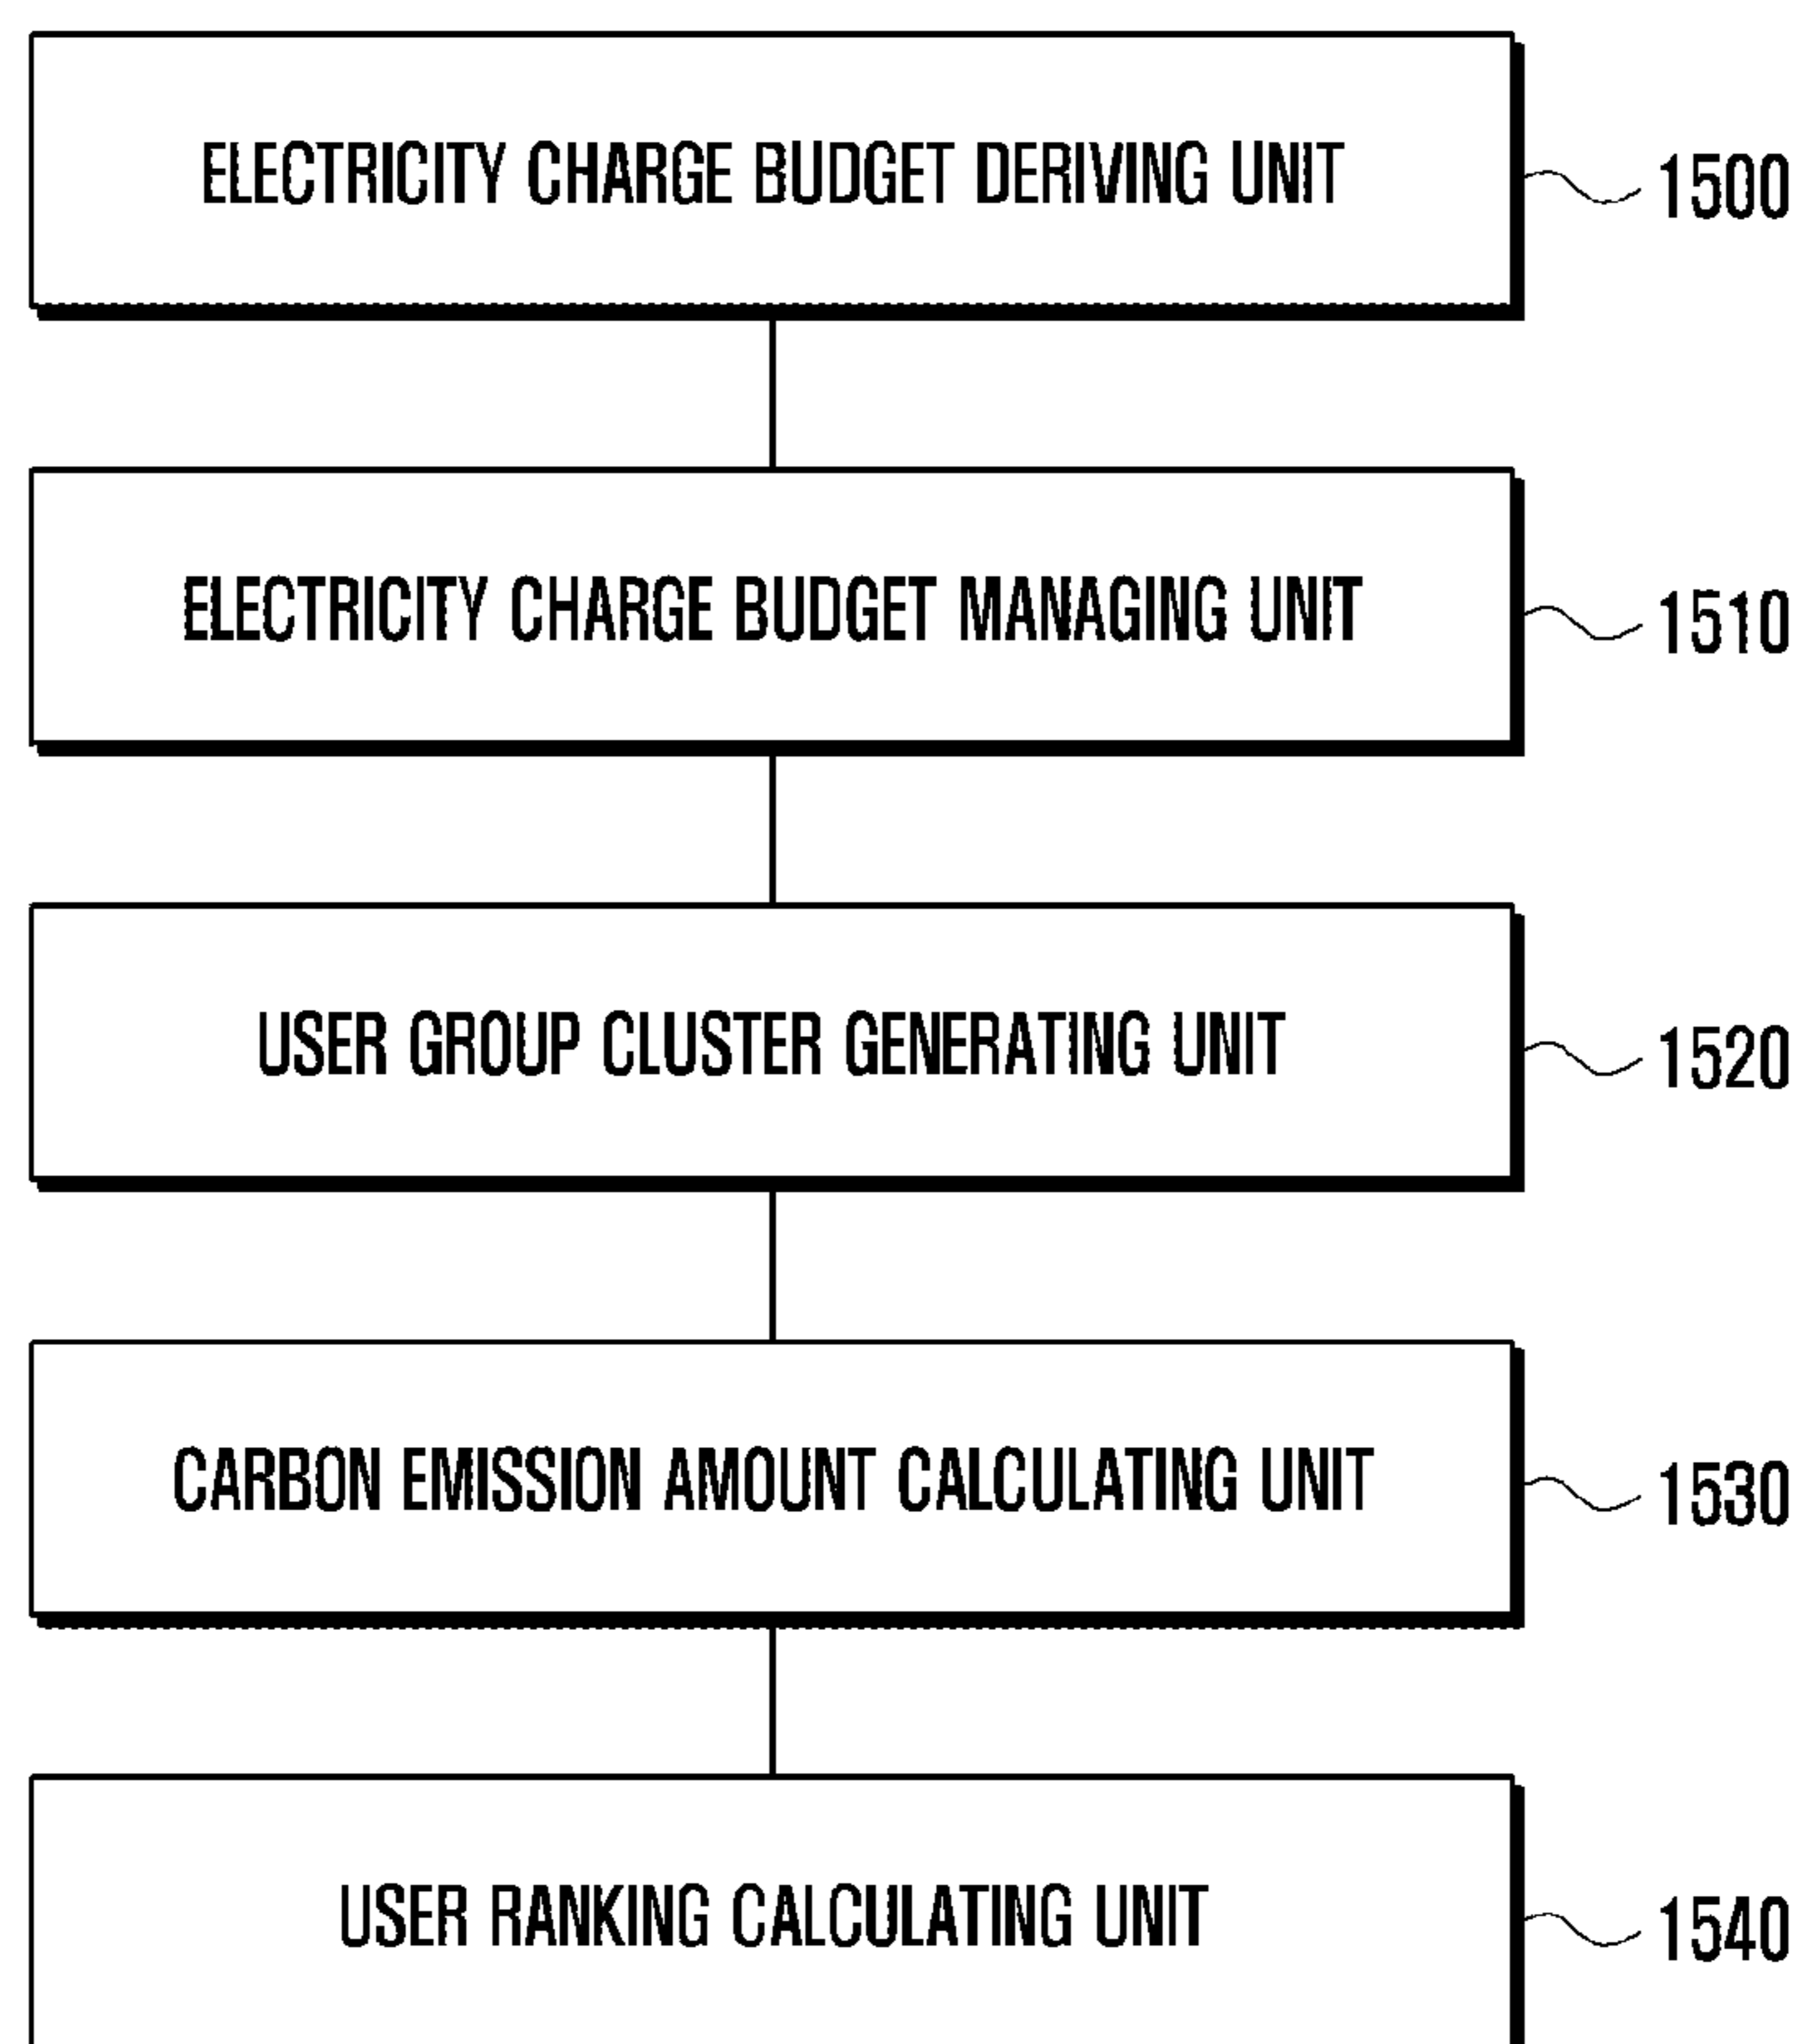 ELECTRICITY CHARGE BUDGET DERIVING UNIT 1500
ELECTRICITY CHARGE BUDGET MANAGING UNIT 1510
USER GROUP CLUSTER GENERATING UNIT 1520
CARBON EMISSION AMOUNT CALCULATING UNIT 1530
USER RANKING CALCULATING UNIT 1540